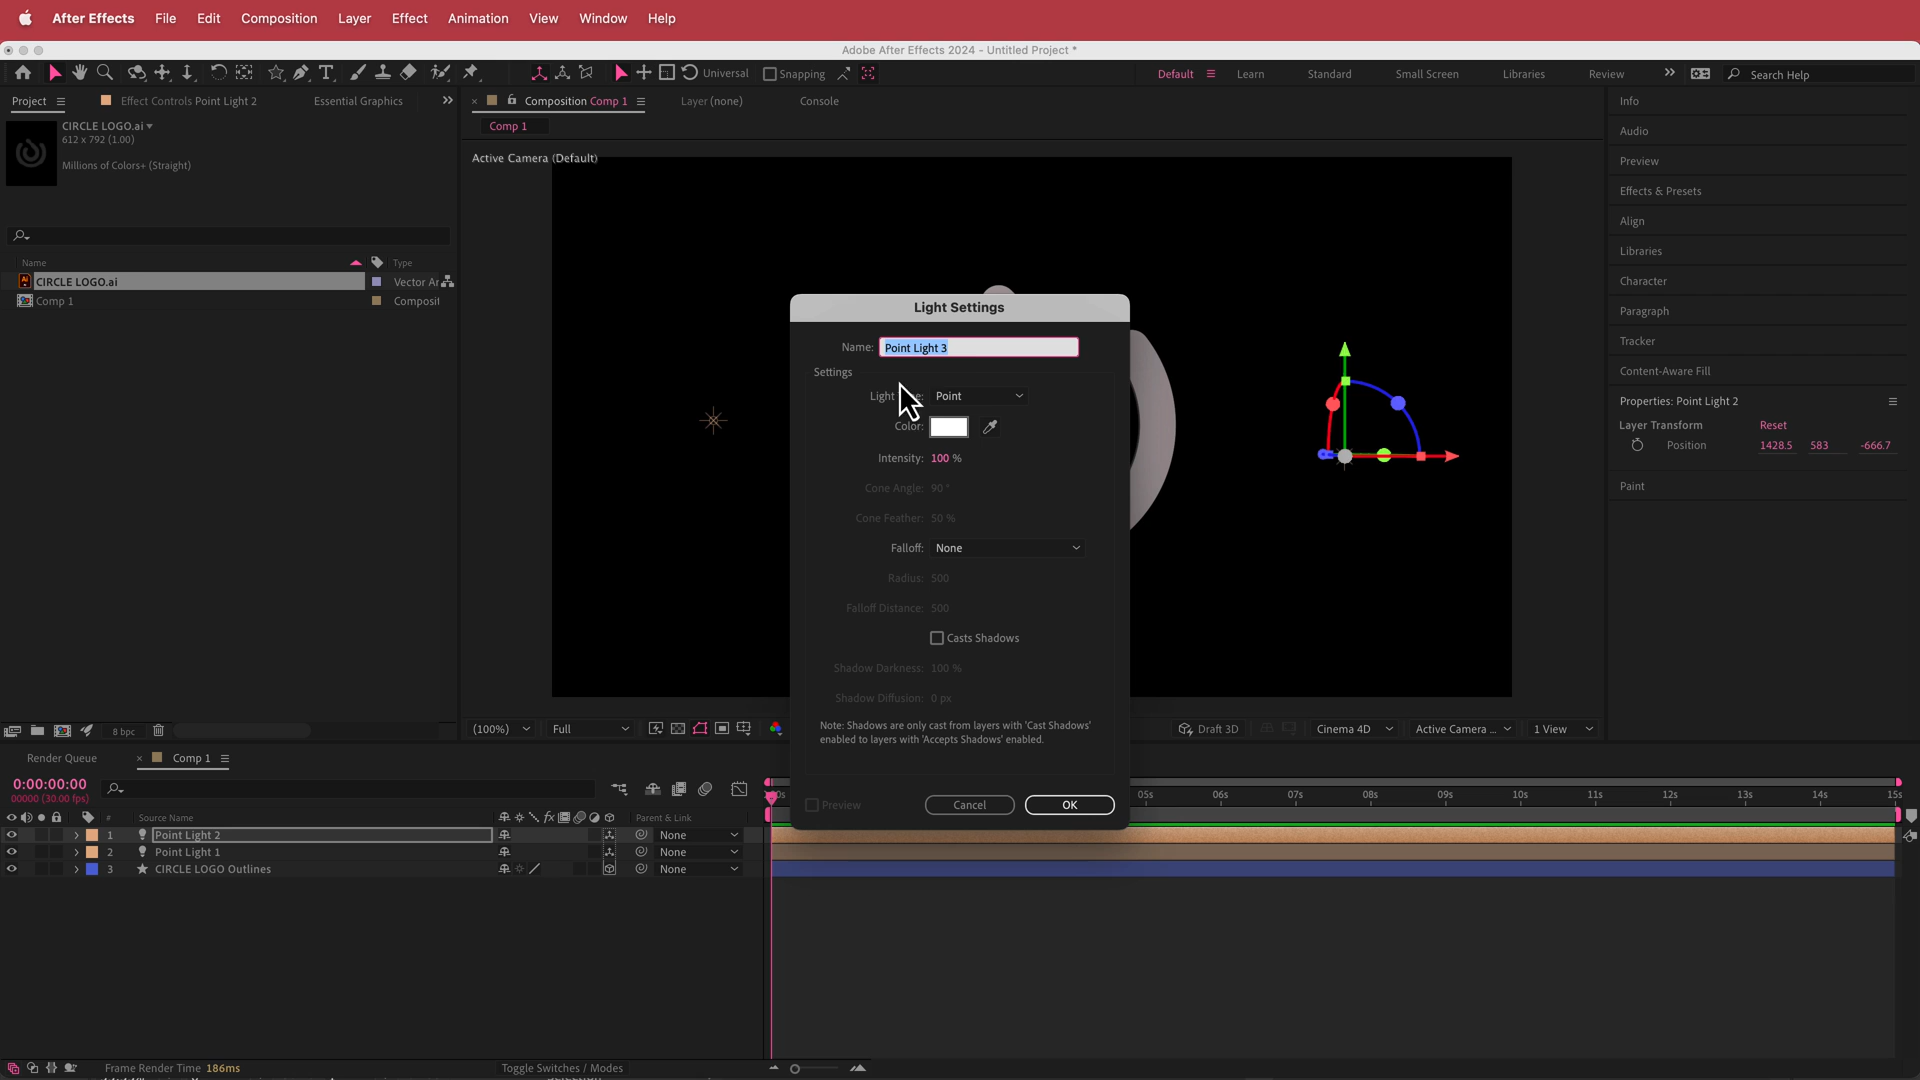 After Effects File Edit Composition Layer Effect Animation View Window Help
Adobe After Effects 2024 - Untitled Project *
Universal Snapping Default Learn Standard Small Screen Libraries Review Search Help
Project Effect Controls Point Light 2 Essential Graphics
Composition Comp 1 Layer (none) Console
Comp 1
CIRCLE LOGO.ai
612 x 792 (1.00)
Millions of Colors+ (Straight)
Name Type
CIRCLE LOGO.ai Vector Ar
Comp 1 Composit
8 bpc
Active Camera (Default)
Light Settings
Name: Point Light 3
Settings
Light Point
Color:
Intensity: 100 %
Cone Angle: 90 °
Cone Feather: 50 %
Falloff: None
Radius: 500
Falloff Distance: 500
Casts Shadows
Shadow Darkness: 100 %
Shadow Diffusion: 0 px
Note: Shadows are only cast from layers with 'Cast Shadows'
enabled to layers with 'Accepts Shadows' enabled.
Preview Cancel OK
(100%) Full Draft 3D Cinema 4D Active Camera ... 1 View
Info
Audio
Preview
Effects & Presets
Align
Libraries
Character
Paragraph
Tracker
Content-Aware Fill
Properties: Point Light 2
Layer Transform Reset
Position 1428.5 583 -666.7
Paint
Render Queue Comp 1
0:00:00:00
00000 (30.00 fps)
# Source Name fx Parent & Link
05s 06s 07s 08s 09s 10s 11s 12s 13s 14s 15s
1 Point Light 2 None
2 Point Light 1 None
3 CIRCLE LOGO Outlines None
Frame Render Time 186ms Toggle Switches / Modes